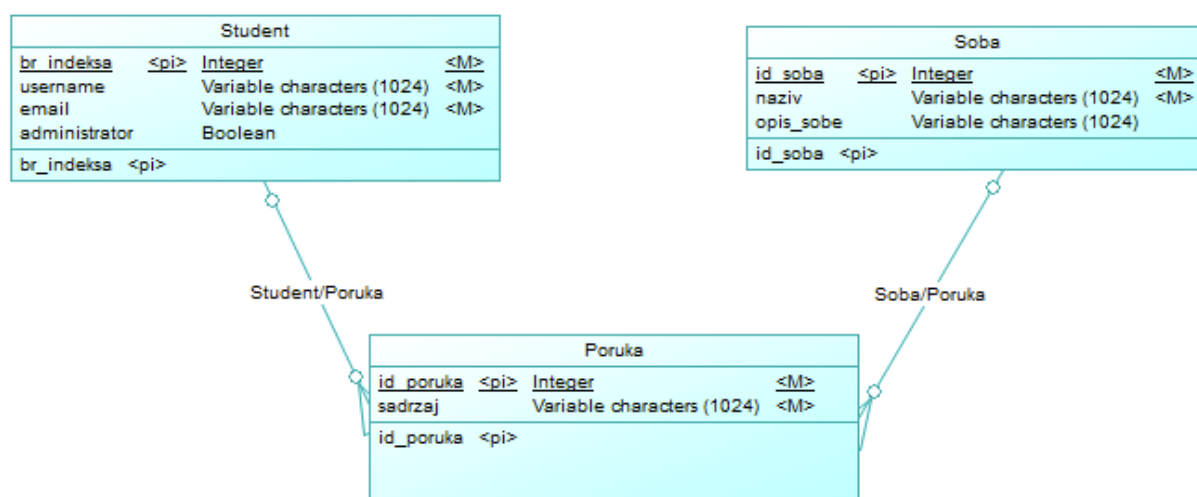 Student
br_indeksa <pi> Integer <M>
username Variable characters (1024) <M>
email Variable characters (1024) <M>
administrator Boolean
br_indeksa <pi>
Soba
id_soba <pi> Integer <M>
naziv Variable characters (1024) <M>
opis_sobe Variable characters (1024)
id_soba <pi>
Student/Poruka
Soba/Poruka
Poruka
id_poruka <pi> Integer <M>
sadrzaj Variable characters (1024) <M>
id_poruka <pi>